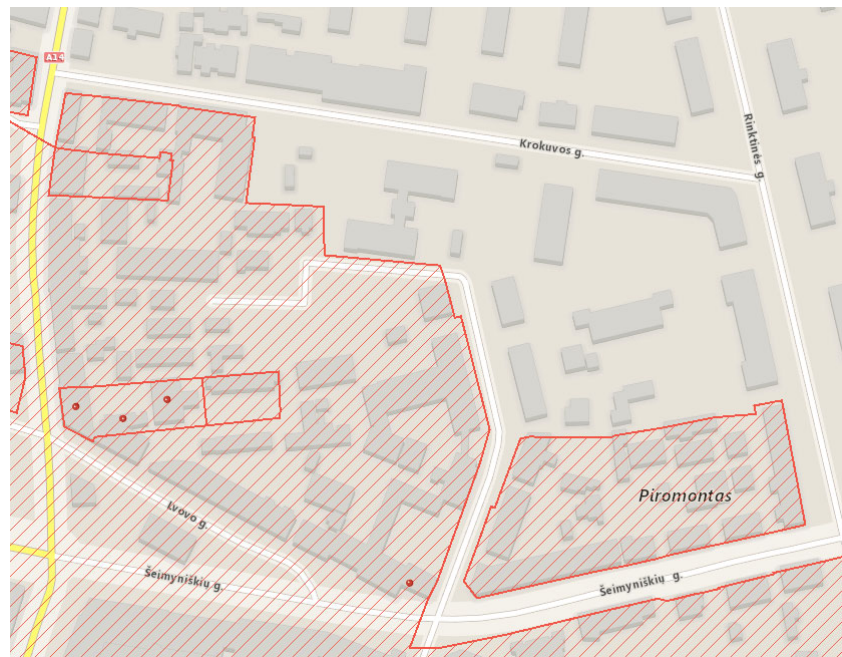 A14
Krokuvos g.
Rinktinės g.
Piromontas
Lvovo g.
Šeimyniškių g.
Šeimyniškių g.